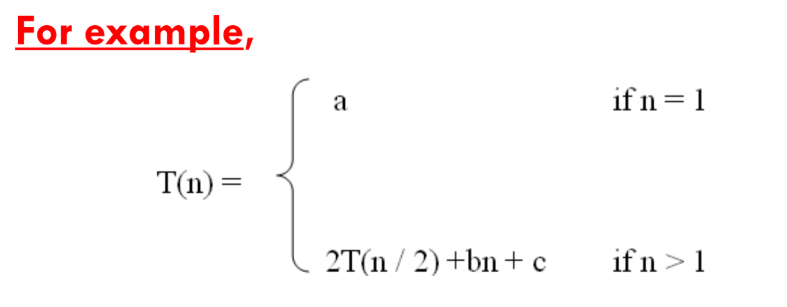 For example,
a if n = 1
T(n) =
2T(n / 2) +bn + c if n > 1